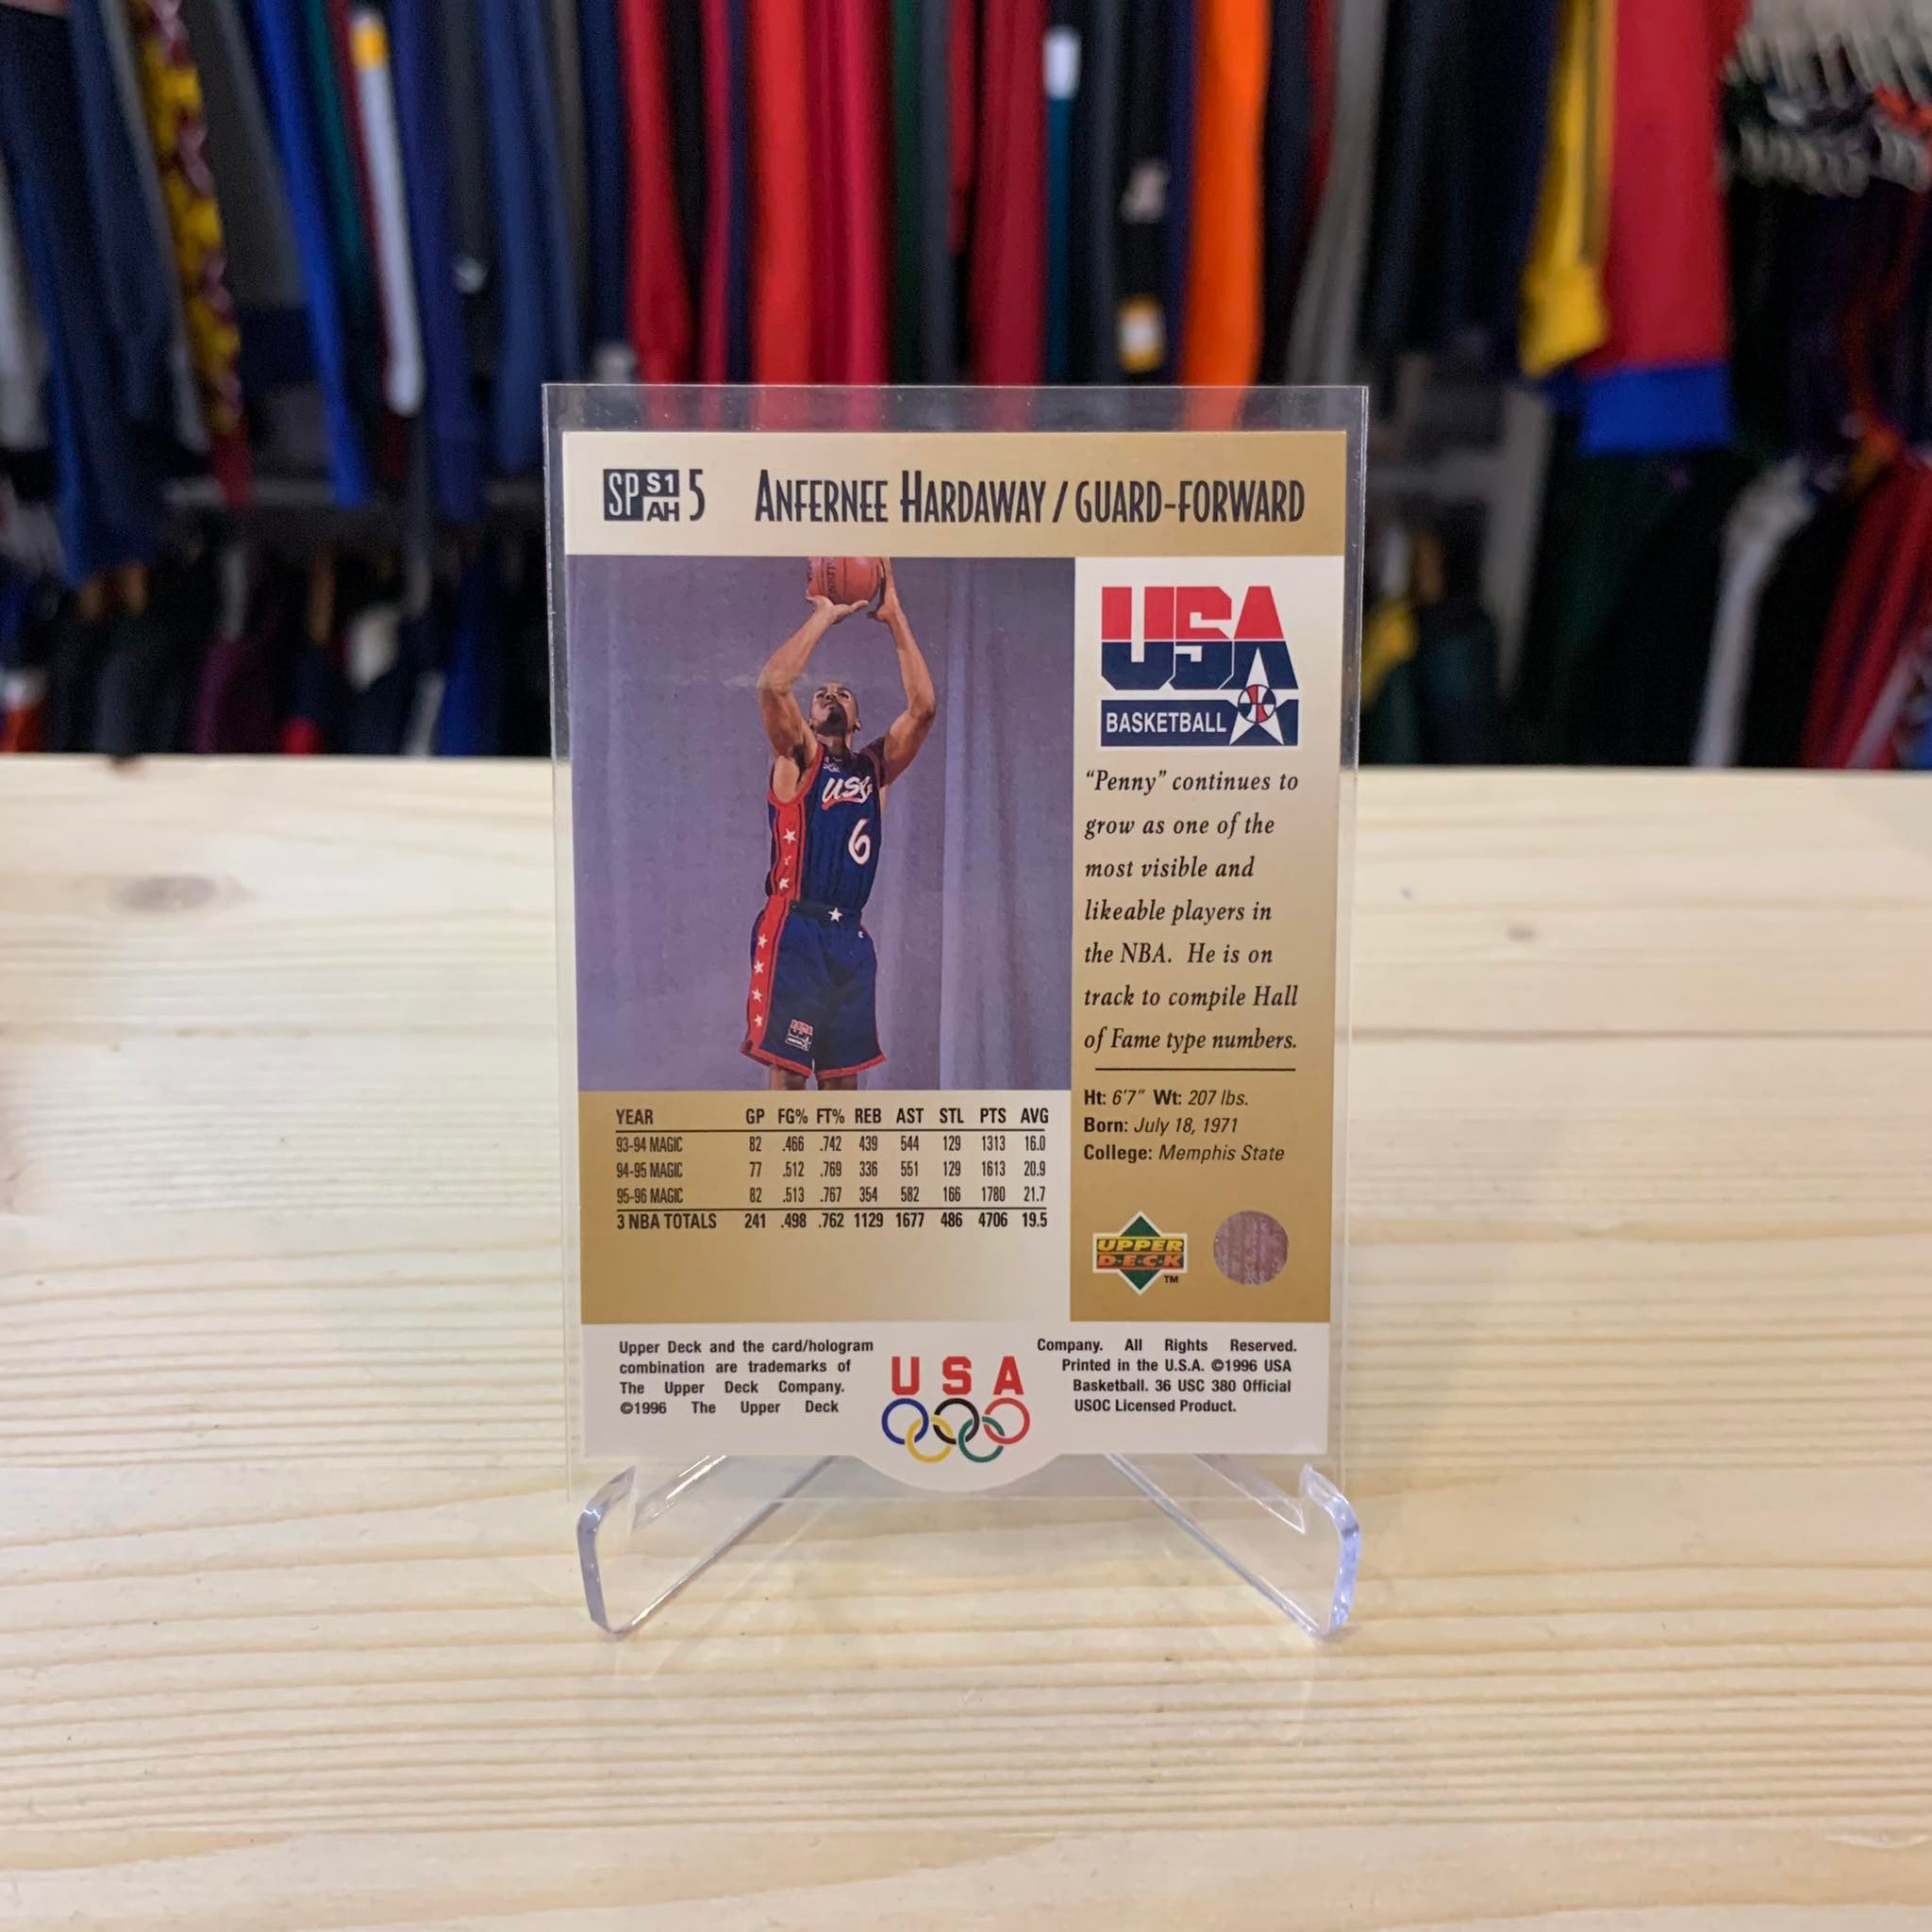 SP S1 AH 5 ANFERNEE HARDAWAY / GUARD-FORWARD
USA
BASKETBALL
USA
6
"Penny" continues to
grow as one of the
most visible and
likeable players in
the NBA. He is on
track to compile Hall
of Fame type numbers.
Ht: 6'7" Wt: 207 lbs.
Born: July 18, 1971
College: Memphis State
YEAR GP FG% FT% REB AST STL PTS AVG
93-94 MAGIC 82 .466 .742 439 544 129 1313 16.0
94-95 MAGIC 77 .512 .769 336 551 129 1613 20.9
95-96 MAGIC 82 .513 .767 354 582 166 1780 21.7
3 NBA TOTALS 241 .498 .762 1129 1677 486 4706 19.5
UPPER
D·E·C·K
TM
Upper Deck and the card/hologram
combination are trademarks of
The Upper Deck Company.
©1996 The Upper Deck
USA
Company. All Rights Reserved.
Printed in the U.S.A. ©1996 USA
Basketball. 36 USC 380 Official
USOC Licensed Product.